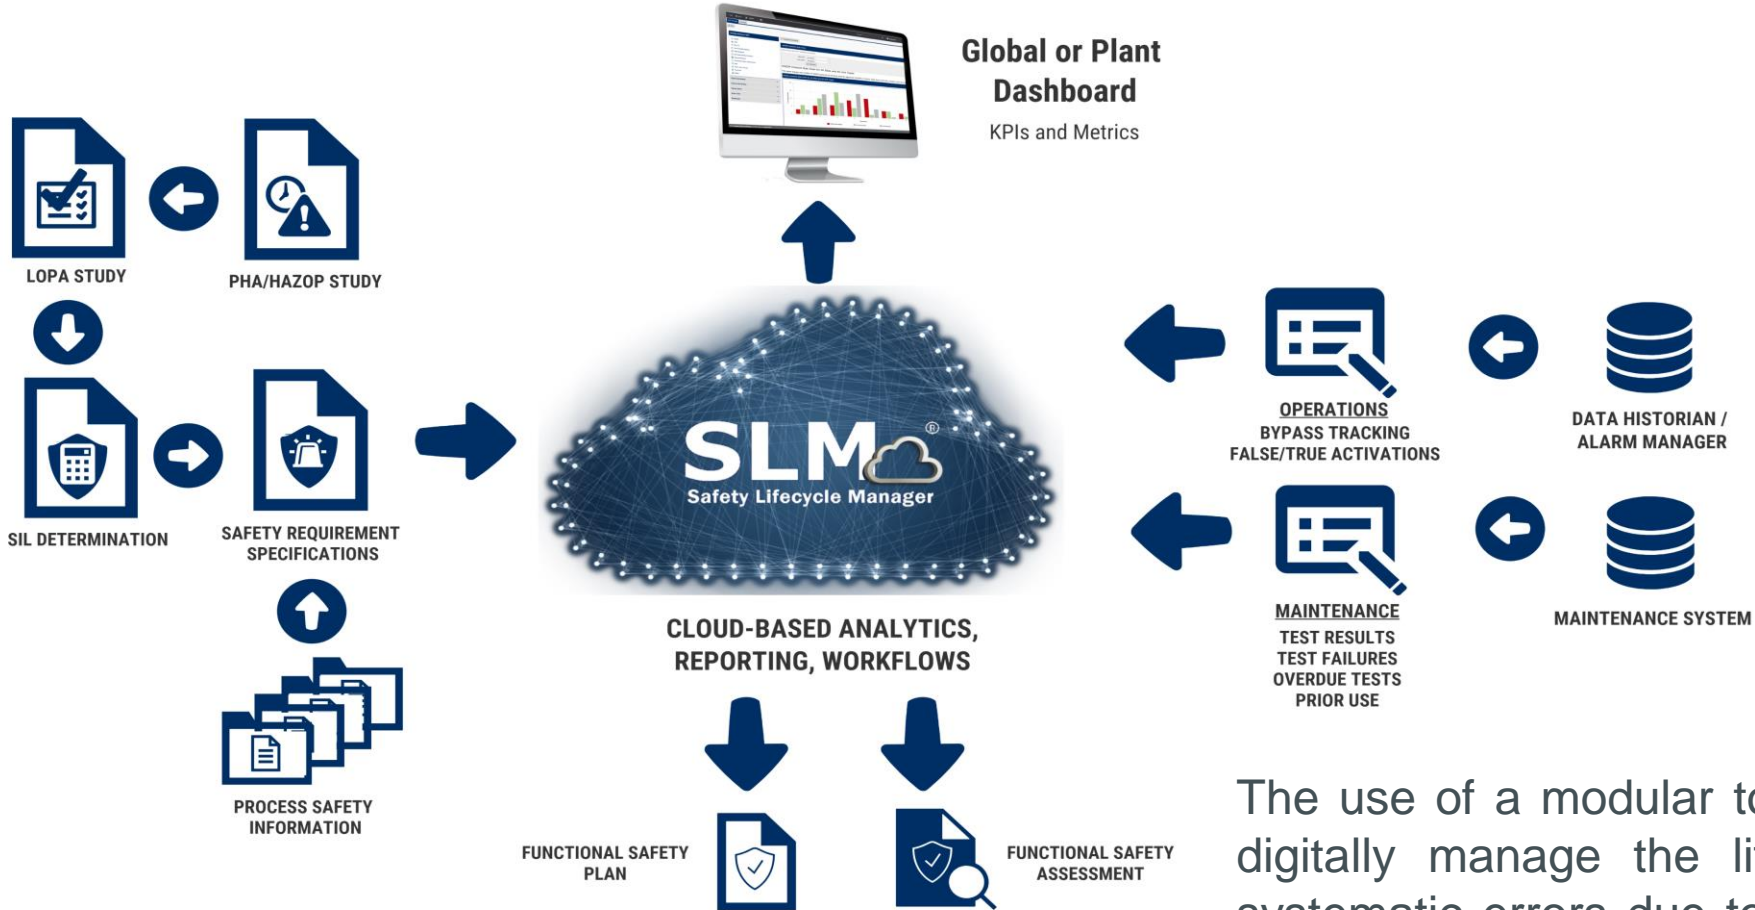 Global or Plant
Dashboard
KPIs and Metrics
LOPA STUDY
PHA/HAZOP STUDY
SIL DETERMINATION
SAFETY REQUIREMENT
SPECIFICATIONS
PROCESS SAFETY
INFORMATION
SLM®
Safety Lifecycle Manager
CLOUD-BASED ANALYTICS,
REPORTING, WORKFLOWS
FUNCTIONAL SAFETY
PLAN
FUNCTIONAL SAFETY
ASSESSMENT
OPERATIONS
BYPASS TRACKING
FALSE/TRUE ACTIVATIONS
DATA HISTORIAN /
ALARM MANAGER
MAINTENANCE
TEST RESULTS
TEST FAILURES
OVERDUE TESTS
PRIOR USE
MAINTENANCE SYSTEM
The use of a modular
digitally manage the